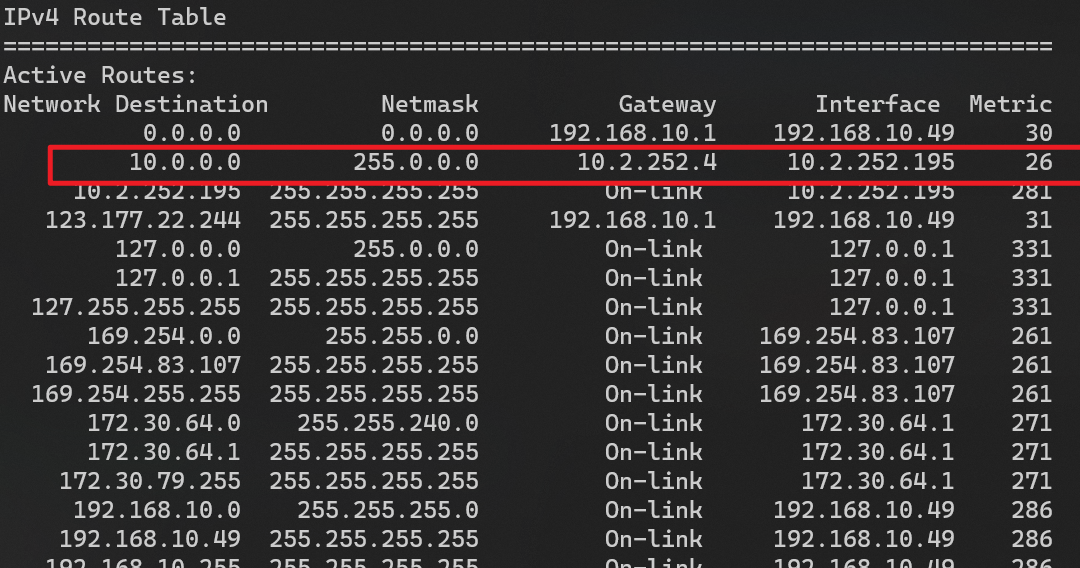 IPv4 Route Table
===========================================================================
Active Routes:
Network Destination        Netmask          Gateway       Interface  Metric
          0.0.0.0          0.0.0.0     192.168.10.1    192.168.10.49     30
         10.0.0.0        255.0.0.0       10.2.252.4     10.2.252.195     26
     10.2.252.195  255.255.255.255         On-link      10.2.252.195    281
   123.177.22.244  255.255.255.255     192.168.10.1    192.168.10.49     31
        127.0.0.0        255.0.0.0         On-link         127.0.0.1    331
        127.0.0.1  255.255.255.255         On-link         127.0.0.1    331
  127.255.255.255  255.255.255.255         On-link         127.0.0.1    331
      169.254.0.0      255.255.0.0         On-link    169.254.83.107    261
   169.254.83.107  255.255.255.255         On-link    169.254.83.107    261
  169.254.255.255  255.255.255.255         On-link    169.254.83.107    261
      172.30.64.0    255.255.240.0         On-link       172.30.64.1    271
      172.30.64.1  255.255.255.255         On-link       172.30.64.1    271
    172.30.79.255  255.255.255.255         On-link       172.30.64.1    271
     192.168.10.0    255.255.255.0         On-link     192.168.10.49    286
    192.168.10.49  255.255.255.255         On-link     192.168.10.49    286
   192.168.10.255  255.255.255.255         On-link     192.168.10.49    286